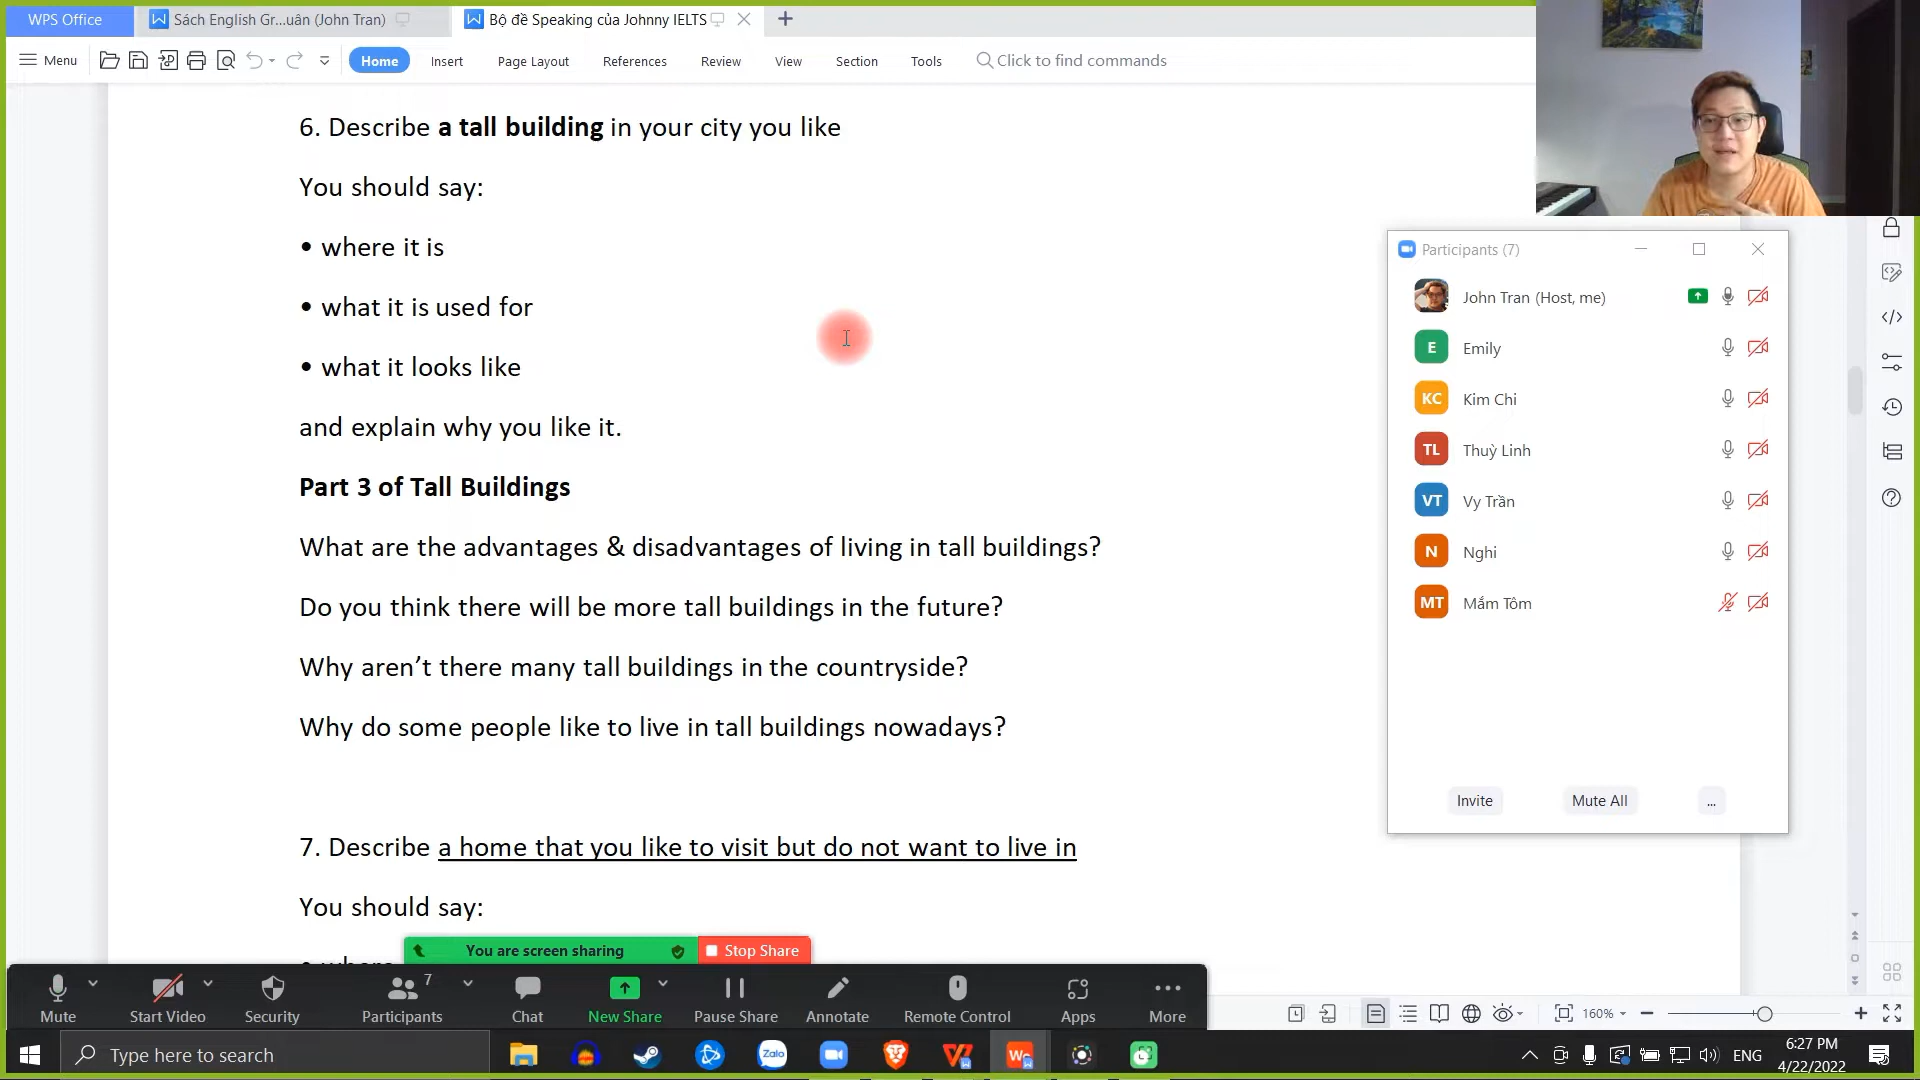 WPS Office
Sách English Gr...uân (John Tran)
Bộ đề Speaking của Johnny IELTS
Menu
Home
Insert
Page Layout
References
Review
View
Section
Tools
Click to find commands
6. Describe a tall building in your city you like
You should say:
• where it is
• what it is used for
• what it looks like
and explain why you like it.
Part 3 of Tall Buildings
What are the advantages & disadvantages of living in tall buildings?
Do you think there will be more tall buildings in the future?
Why aren’t there many tall buildings in the countryside?
Why do some people like to live in tall buildings nowadays?
7. Describe a home that you like to visit but do not want to live in
You should say:
Participants (7)
John Tran (Host, me)
E Emily
KC Kim Chi
TL Thuỳ Linh
VT Vy Trần
N Nghi
MT Mắm Tôm
Invite
Mute All
...
You are screen sharing
Stop Share
Mute
Start Video
Security
Participants
7
Chat
New Share
Pause Share
Annotate
Remote Control
Apps
More
160%
Type here to search
Zalo
ENG
6:27 PM
4/22/2022